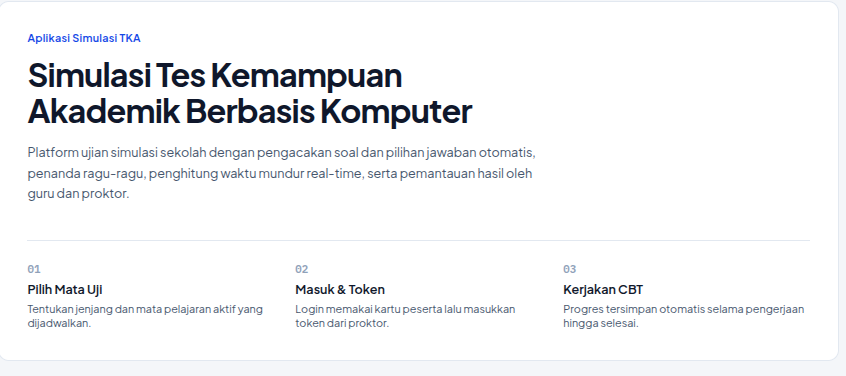 Aplikasi Simulasi TKA
Simulasi Tes Kemampuan
Akademik Berbasis Komputer
Platform ujian simulasi sekolah dengan pengacakan soal dan pilihan jawaban otomatis,
penanda ragu-ragu, penghitung waktu mundur real-time, serta pemantauan hasil oleh
guru dan proktor.
01
Pilih Mata Uji
Tentukan jenjang dan mata pelajaran aktif yang
dijadwalkan.
02
Masuk & Token
Login memakai kartu peserta lalu masukkan
token dari proktor.
03
Kerjakan CBT
Progres tersimpan otomatis selama pengerjaan
hingga selesai.